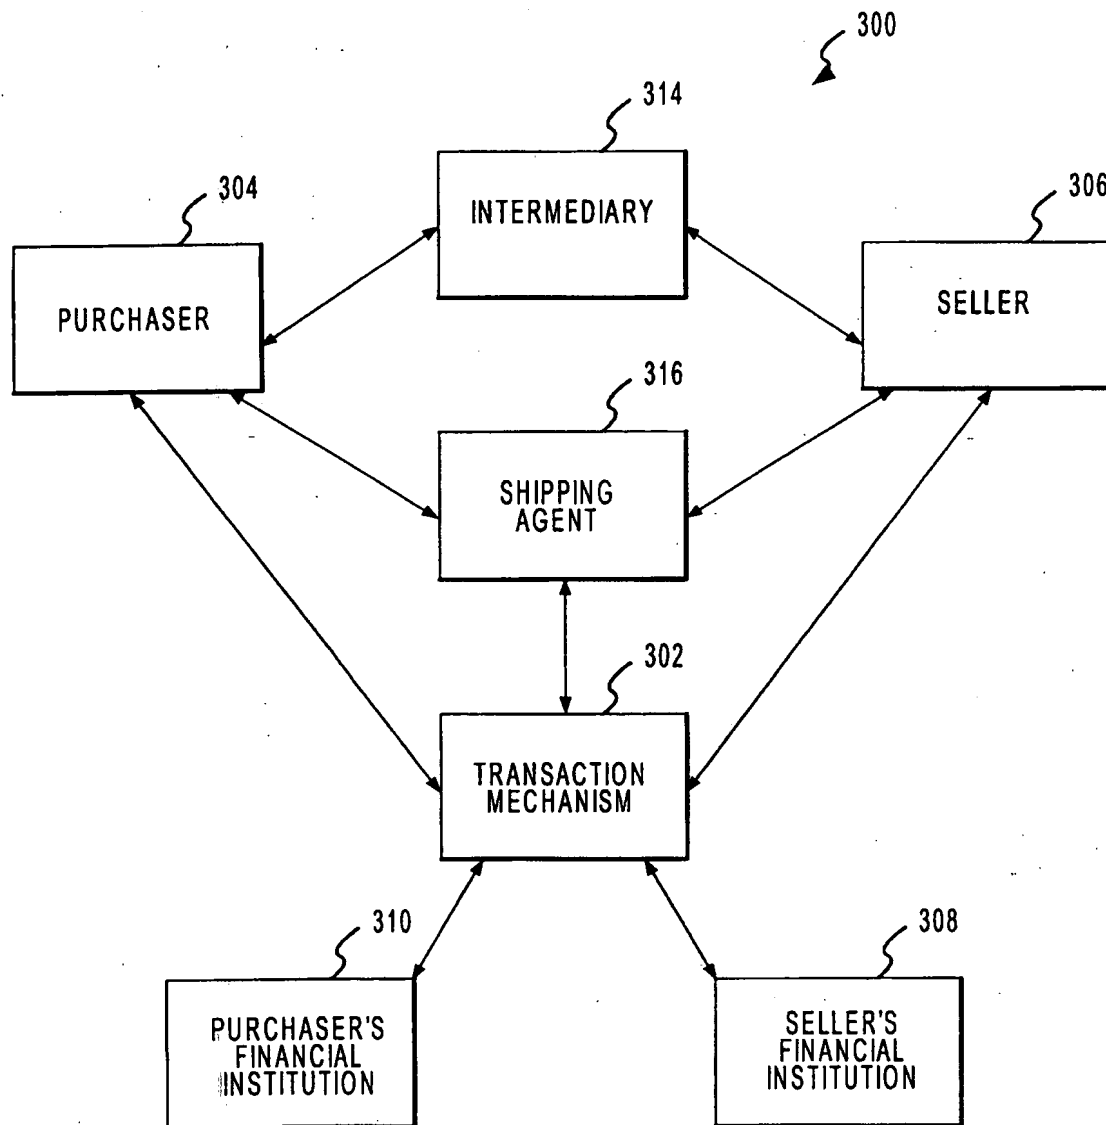 300
314
INTERMEDIARY
304
PURCHASER
306
SELLER
316
SHIPPING
AGENT
302
TRANSACTION
MECHANISM
310
PURCHASER'S
FINANCIAL
INSTITUTION
308
SELLER'S
FINANCIAL
INSTITUTION